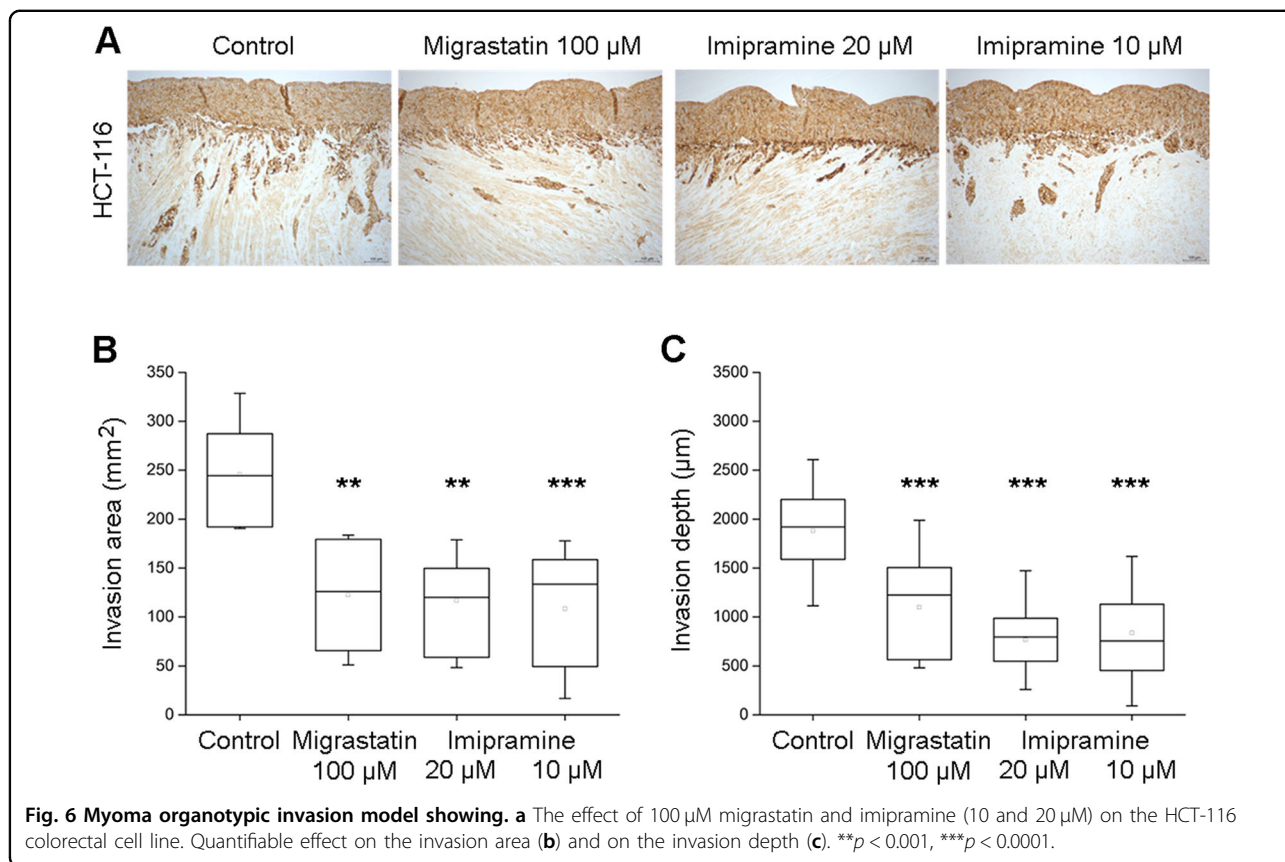 A
Control Migrastatin 100 µM Imipramine 20 µM Imipramine 10 µM
HCT-116
B
Invasion area (mm²)
350
300
250
200
150
100
50
0
** ** ***
Control Migrastatin Imipramine
100 µM 20 µM 10 µM
C
Invasion depth (µm)
3500
3000
2500
2000
1500
1000
500
0
*** *** ***
Control Migrastatin Imipramine
100 µM 20 µM 10 µM
Fig. 6 Myoma organotypic invasion model showing. a The effect of 100 µM migrastatin and imipramine (10 and 20 µM) on the HCT-116
colorectal cell line. Quantifiable effect on the invasion area (b) and on the invasion depth (c). **p < 0.001, ***p < 0.0001.